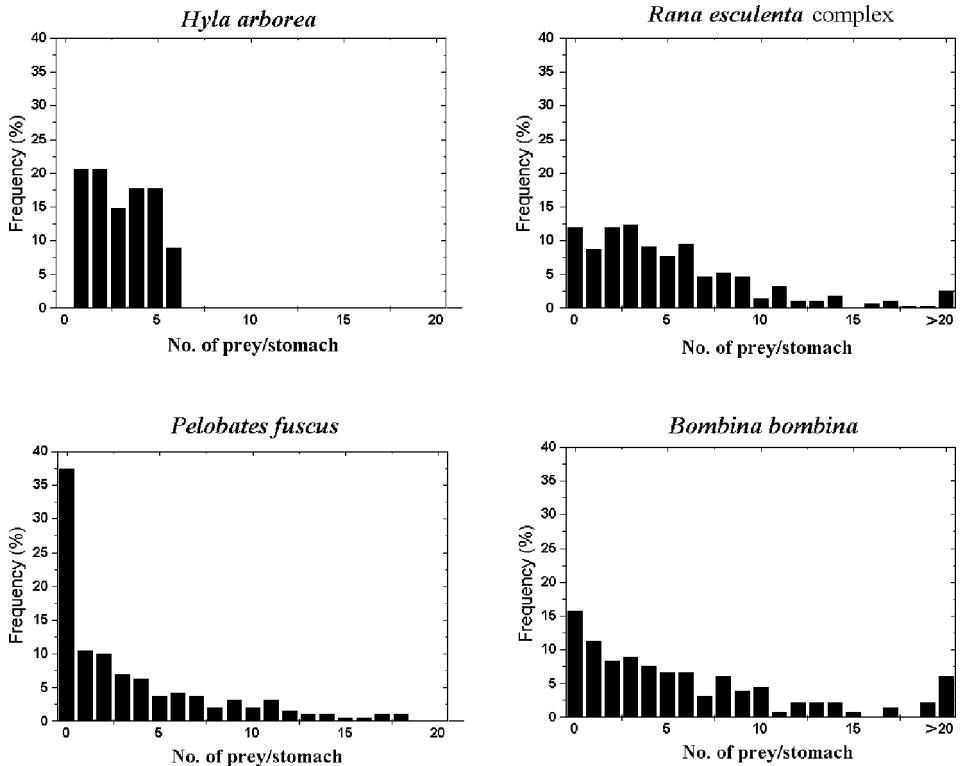 Hyla arborea
40
35
30
25
20
15
10
5
0
Frequency (%)
0 5 10 15 20
No. of prey/stomach
Rana esculenta complex
40
35
30
25
20
15
10
5
0
Frequency (%)
0 5 10 15 >20
No. of prey/stomach
Pelobates fuscus
40
35
30
25
20
15
10
5
0
Frequency (%)
0 5 10 15 20
No. of prey/stomach
Bombina bombina
40
35
30
25
20
15
10
5
0
Frequency (%)
0 5 10 15 >20
No. of prey/stomach